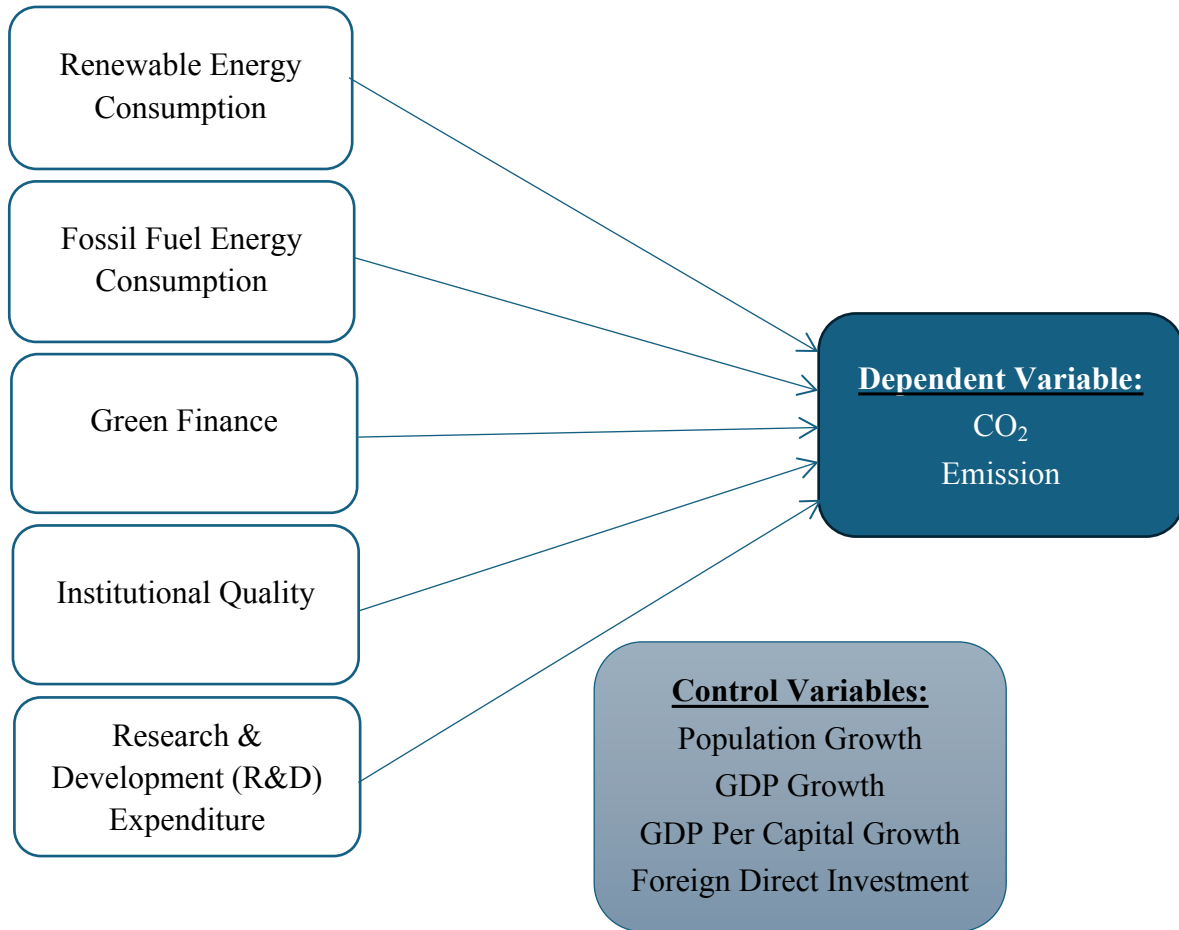 Renewable Energy
Consumption
Fossil Fuel Energy
Consumption
Green Finance
Institutional Quality
Research &
Development (R&D)
Expenditure
Dependent Variable:
CO₂
Emission
Control Variables:
Population Growth
GDP Growth
GDP Per Capital Growth
Foreign Direct Investment